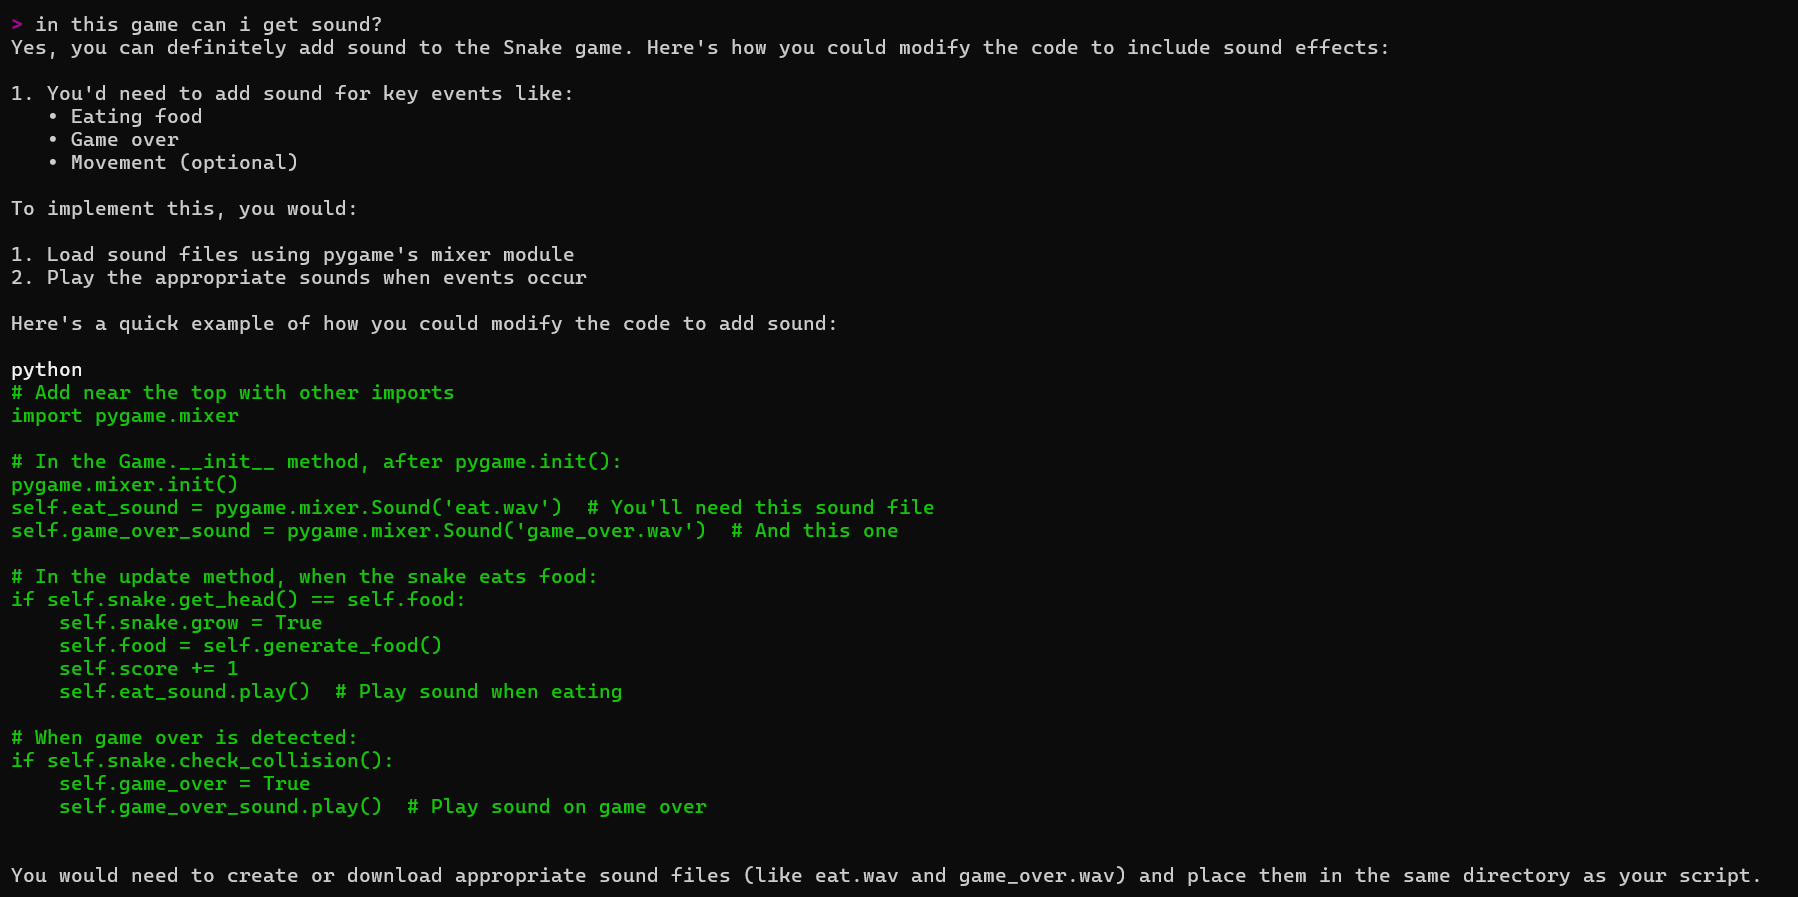 > in this game can i get sound?
Yes, you can definitely add sound to the Snake game. Here's how you could modify the code to include sound effects:

1. You'd need to add sound for key events like:
   • Eating food
   • Game over
   • Movement (optional)

To implement this, you would:

1. Load sound files using pygame's mixer module
2. Play the appropriate sounds when events occur

Here's a quick example of how you could modify the code to add sound:

python
# Add near the top with other imports
import pygame.mixer

# In the Game.__init__ method, after pygame.init():
pygame.mixer.init()
self.eat_sound = pygame.mixer.Sound('eat.wav')  # You'll need this sound file
self.game_over_sound = pygame.mixer.Sound('game_over.wav')  # And this one

# In the update method, when the snake eats food:
if self.snake.get_head() == self.food:
    self.snake.grow = True
    self.food = self.generate_food()
    self.score += 1
    self.eat_sound.play()  # Play sound when eating

# When game over is detected:
if self.snake.check_collision():
    self.game_over = True
    self.game_over_sound.play()  # Play sound on game over


You would need to create or download appropriate sound files (like eat.wav and game_over.wav) and place them in the same directory as your script.